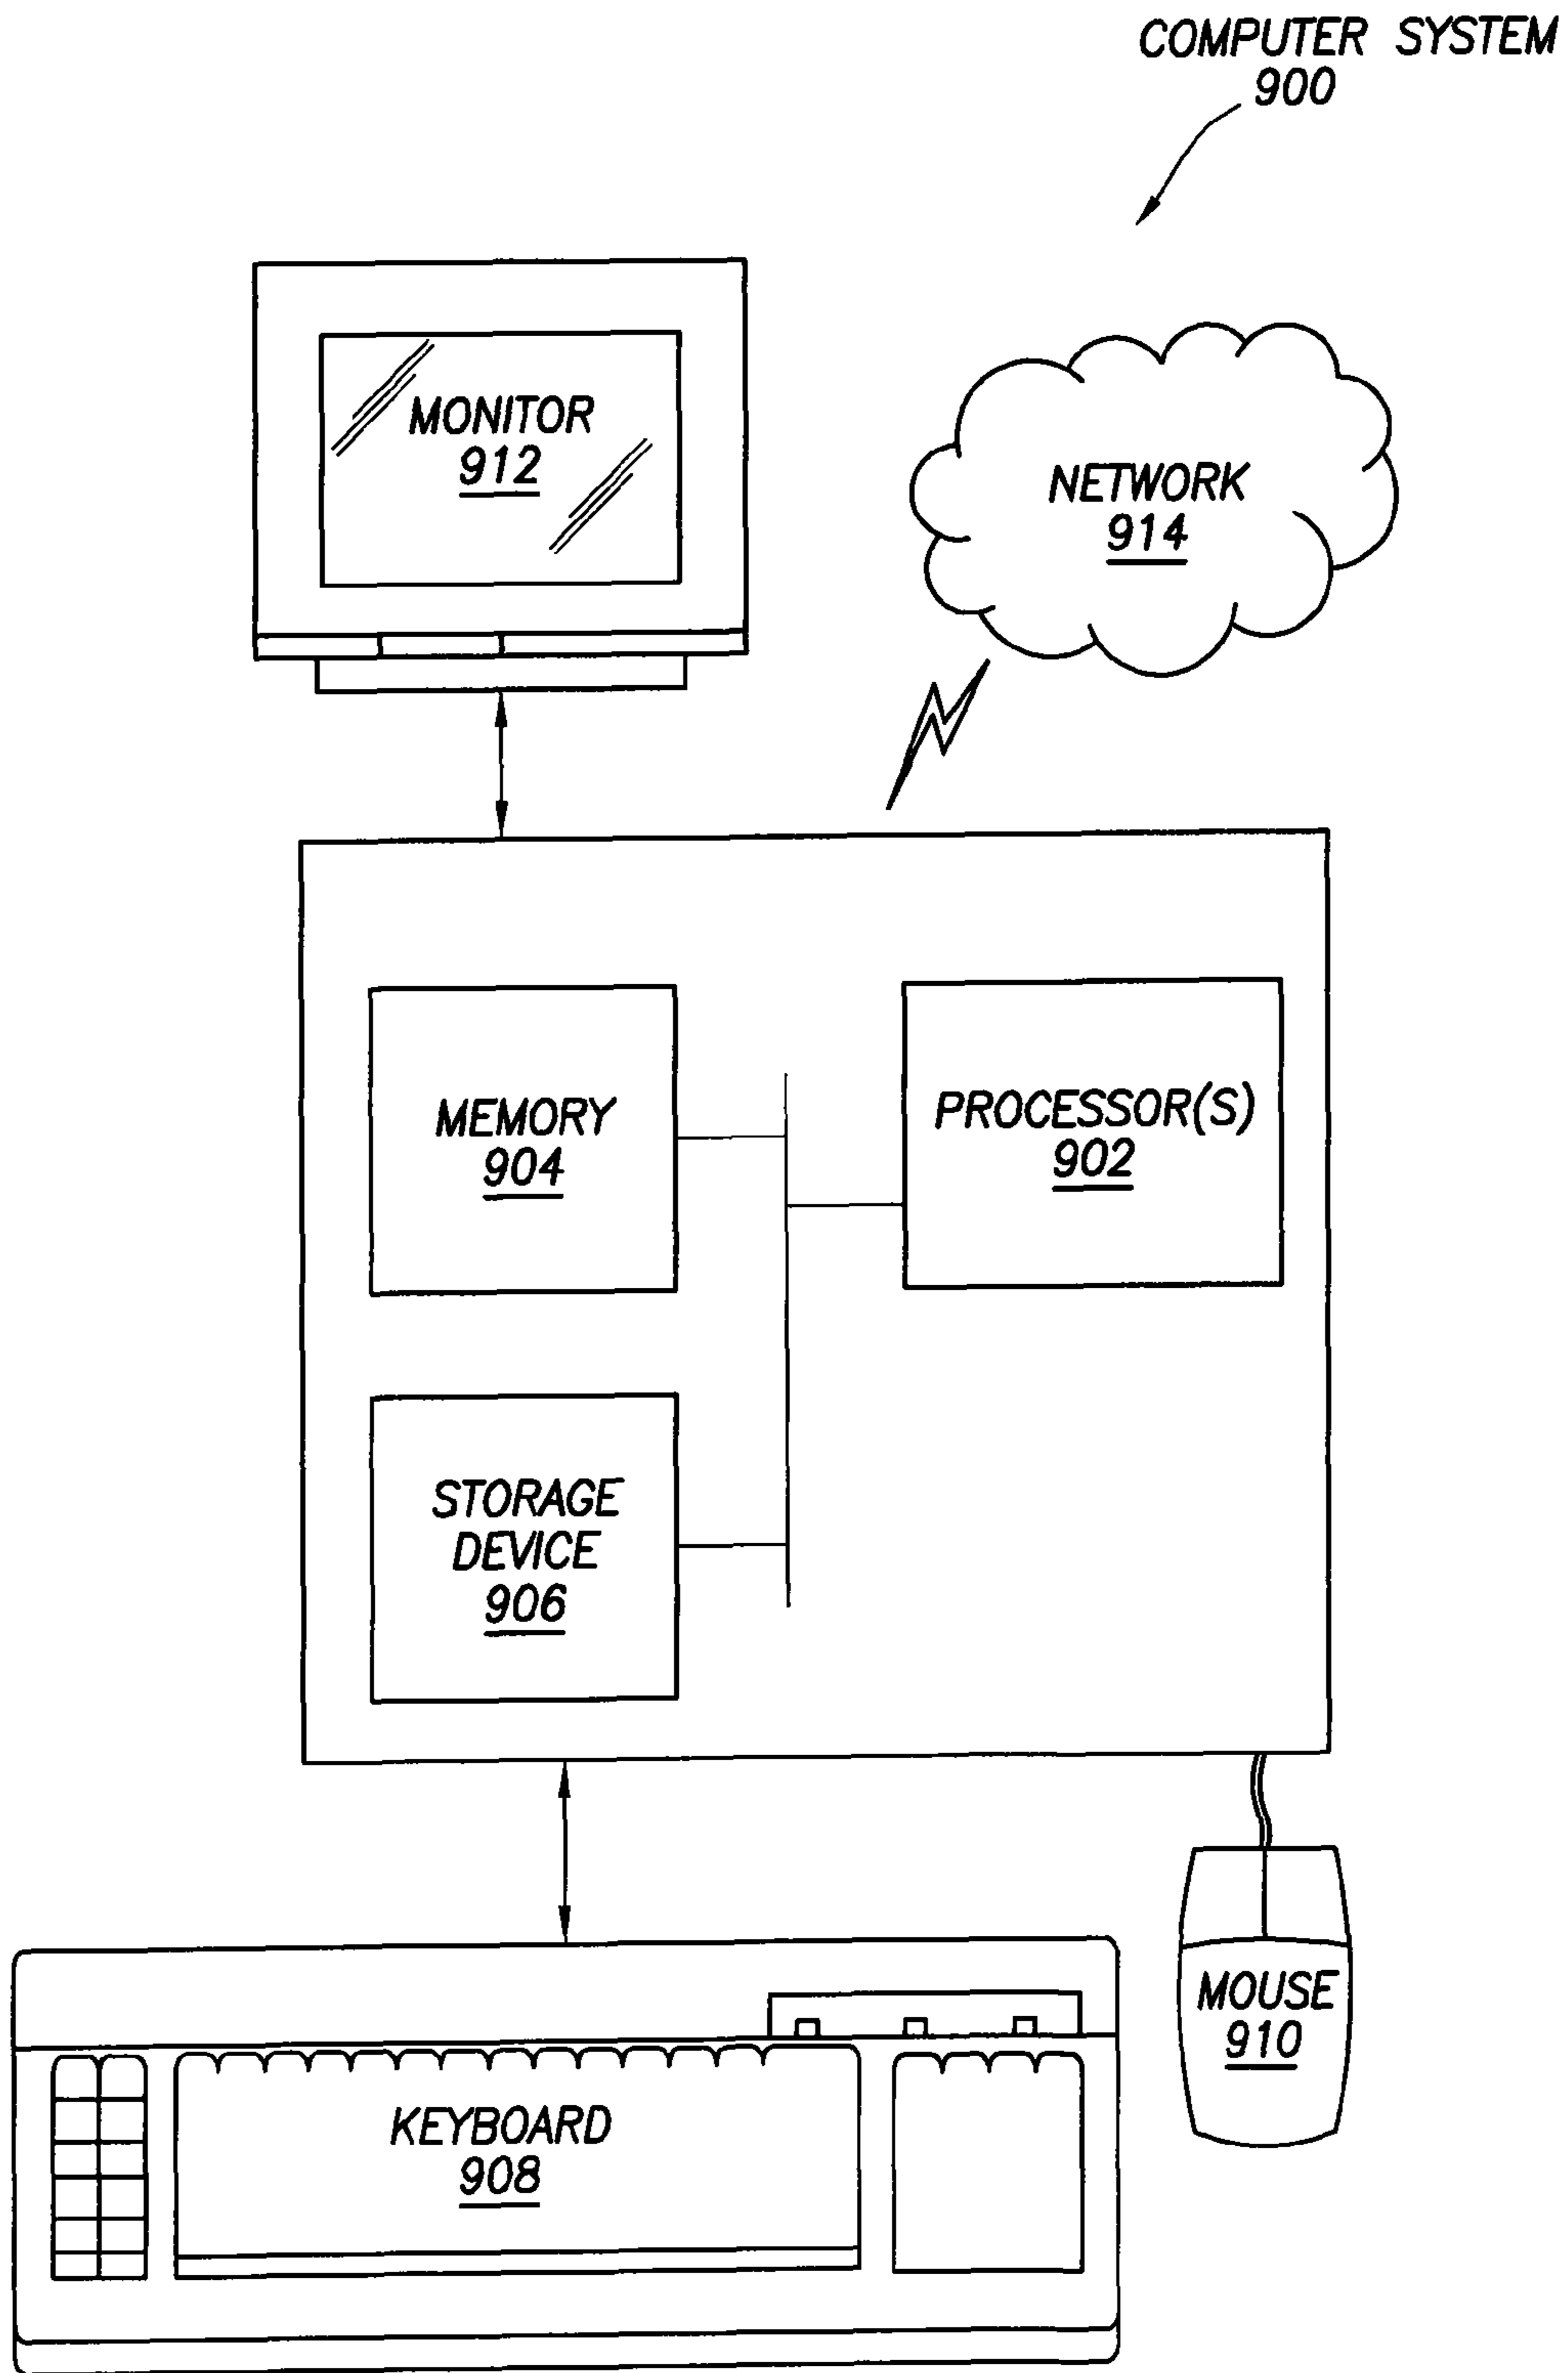 COMPUTER SYSTEM
900
MONITOR
912
NETWORK
914
MEMORY
904
PROCESSOR(S)
902
STORAGE
DEVICE
906
MOUSE
910
KEYBOARD
908